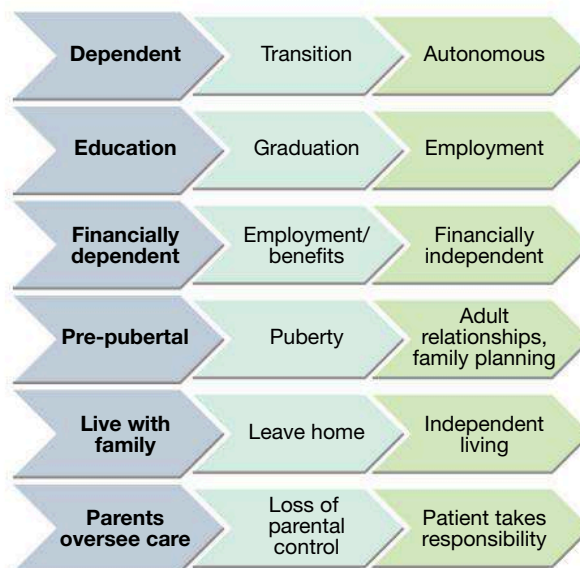 Dependent
Transition
Autonomous
Education
Graduation
Employment
Financially
dependent
Employment/
benefits
Financially
independent
Pre-pubertal
Puberty
Adult
relationships,
family planning
Live with
family
Leave home
Independent
living
Parents
oversee care
Loss of
parental
control
Patient takes
responsibility